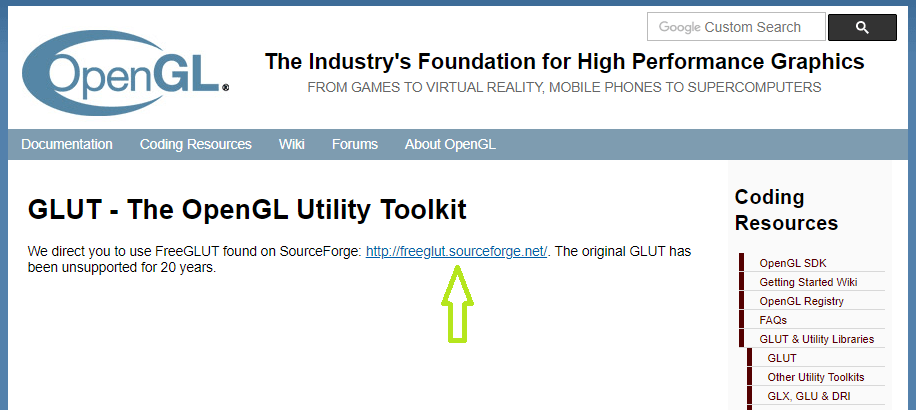 Google Custom Search
OpenGL®
The Industry's Foundation for High Performance Graphics
FROM GAMES TO VIRTUAL REALITY, MOBILE PHONES TO SUPERCOMPUTERS
Documentation Coding Resources Wiki Forums About OpenGL
GLUT - The OpenGL Utility Toolkit
We direct you to use FreeGLUT found on SourceForge: http://freeglut.sourceforge.net/. The original GLUT has
been unsupported for 20 years.
Coding
Resources
OpenGL SDK
Getting Started Wiki
OpenGL Registry
FAQs
GLUT & Utility Libraries
GLUT
Other Utility Toolkits
GLX, GLU & DRI